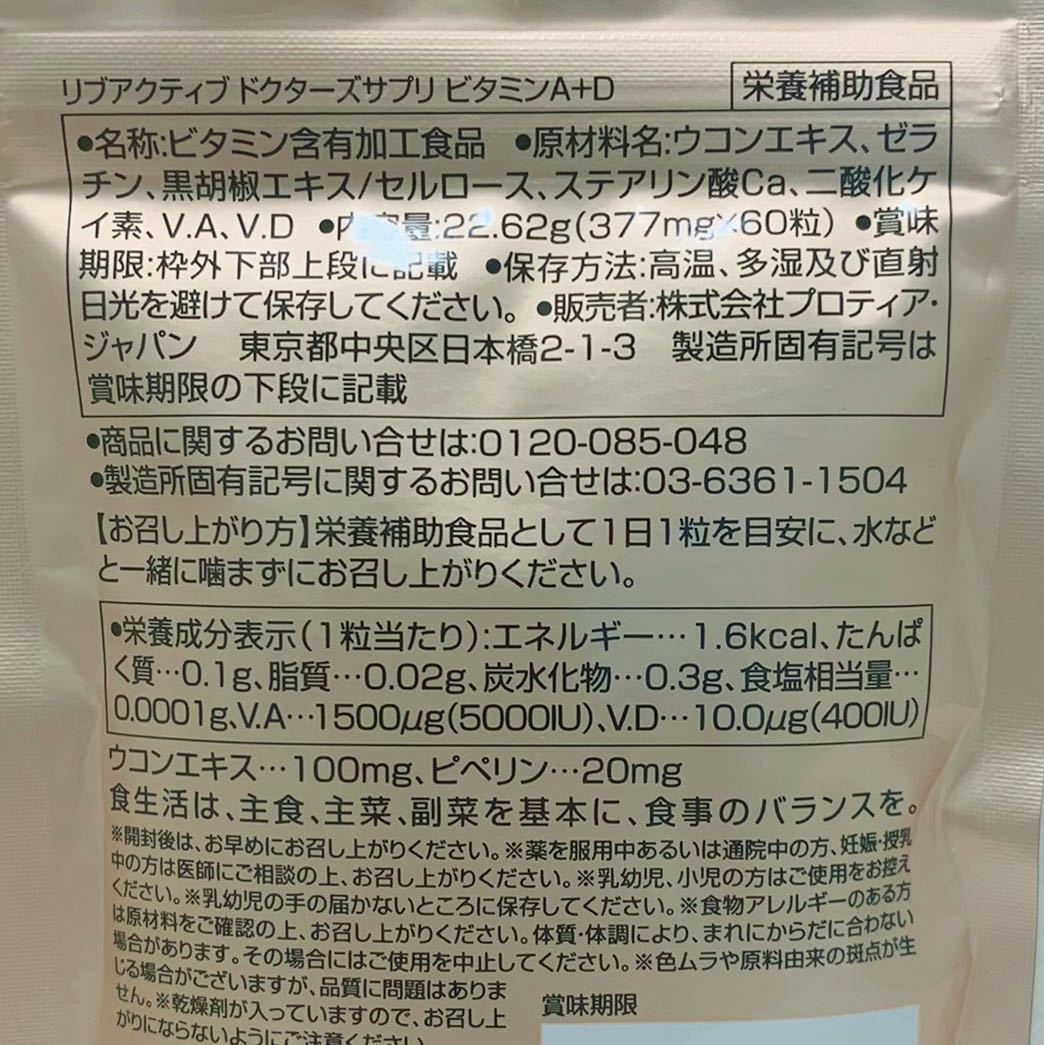 リブアクティブ ドクターズサプリ ビタミンA+D
栄養補助食品
●名称:ビタミン含有加工食品 ●原材料名:ウコンエキス、ゼラ
チン、黒胡椒エキス/セルロース、ステアリン酸Ca、二酸化ケ
イ素、V.A、V.D ●内容量:22.62g(377mg×60粒) ●賞味
期限:枠外下部上段に記載 ●保存方法:高温、多湿及び直射
日光を避けて保存してください。●販売者:株式会社プロティア・
ジャパン 東京都中央区日本橋2-1-3 製造所固有記号は
賞味期限の下段に記載
●商品に関するお問い合せは:0120-085-048
●製造所固有記号に関するお問い合せは:03-6361-1504
【お召し上がり方】栄養補助食品として1日1粒を目安に、水など
と一緒に噛まずにお召し上がりください。
●栄養成分表示(1粒当たり):エネルギー…1.6kcal、たんぱ
く質…0.1g、脂質…0.02g、炭水化物…0.3g、食塩相当量…
0.0001g、V.A…1500μg(5000IU)、V.D…10.0μg(400IU)
ウコンエキス…100mg、ピペリン…20mg
食生活は、主食、主菜、副菜を基本に、食事のバランスを。
※開封後は、お早めにお召し上がりください。※薬を服用中あるいは通院中の方、妊娠・授乳
中の方は医師にご相談の上、お召し上がりください。※乳幼児、小児の方はご使用をお控え
ください。※乳幼児の手の届かないところに保存してください。※食物アレルギーのある方
は原材料をご確認の上、お召し上がりください。体質・体調により、まれにからだに合わない
場合があります。その場合にはご使用を中止してください。※色ムラや原料由来の斑点が生
じる場合がございますが、品質に問題はありま
せん。※乾燥剤が入っていますので、お召し上
がりにならないようにご注意ください
賞味期限